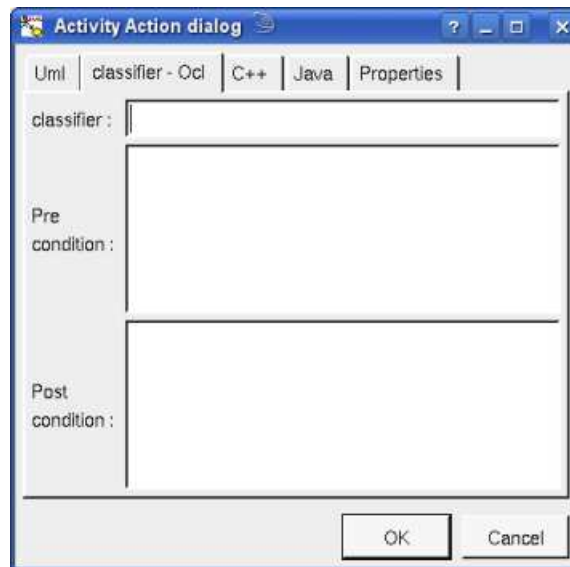 Activity Action dialog
Uml classifier - Ocl C++ Java Properties
classifier :
Pre
condition :
Post
condition :
OK Cancel